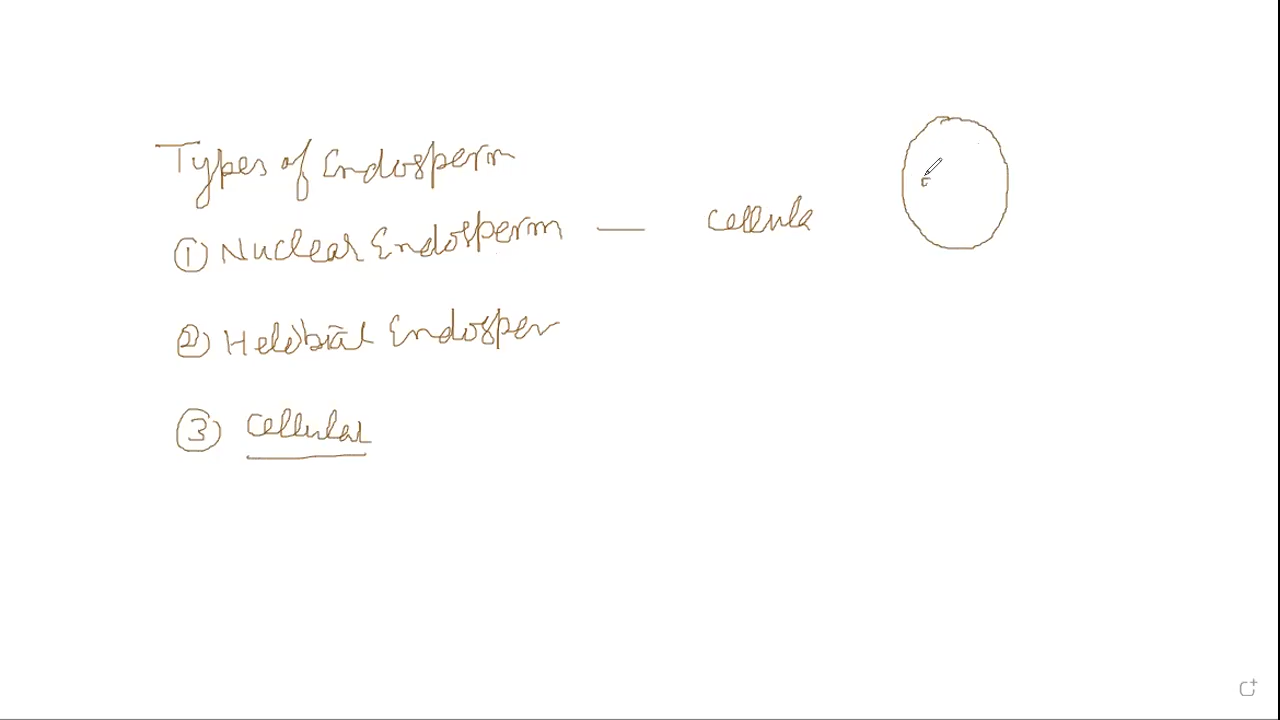 Types of Endosperm
① Nuclear Endosperm — cellula
② Helobial Endosper
③ cellular